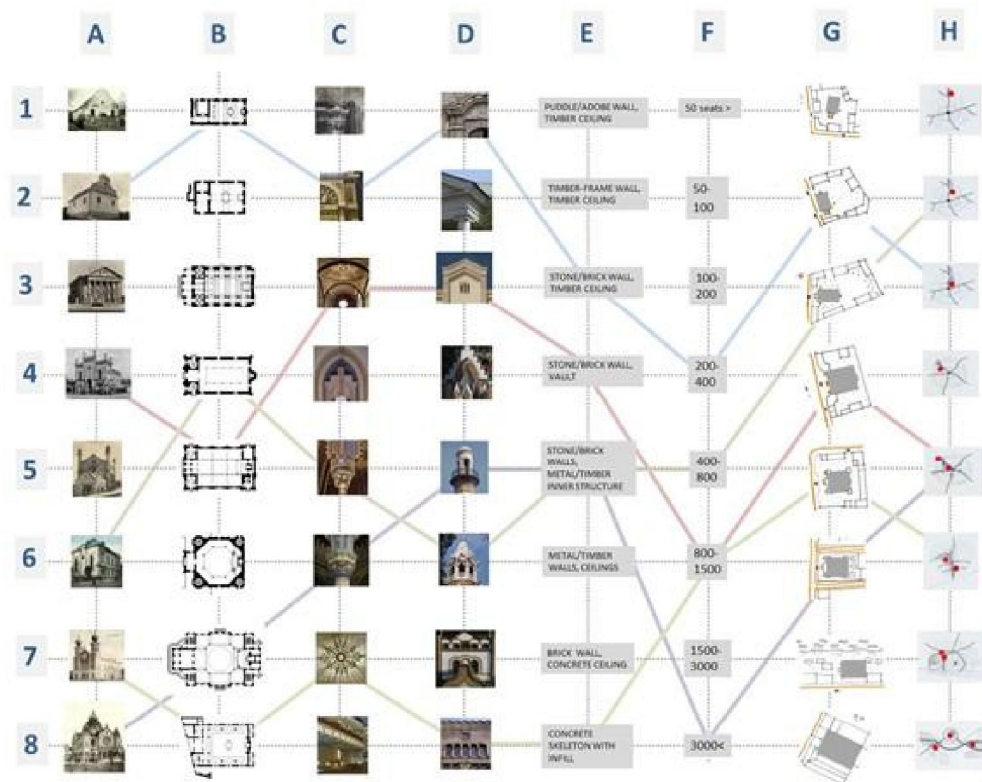 A B C D E F G H
1
PUDDLE/ADOBE WALL,
TIMBER CEILING
50 seats >
2
TIMBER-FRAME WALL,
TIMBER CEILING
50-
100
3
STONE/BRICK WALL,
TIMBER CEILING
100-
200
4
STONE/BRICK WALL,
VAULT
200-
400
5
STONE/BRICK
WALLS,
METAL/TIMBER
INNER STRUCTURE
400-
800
6
METAL/TIMBER
WALLS, CEILINGS
800-
1500
7
BRICK WALL,
CONCRETE CEILING
1500-
3000
8
CONCRETE
SKELETON WITH
INFILL
3000<